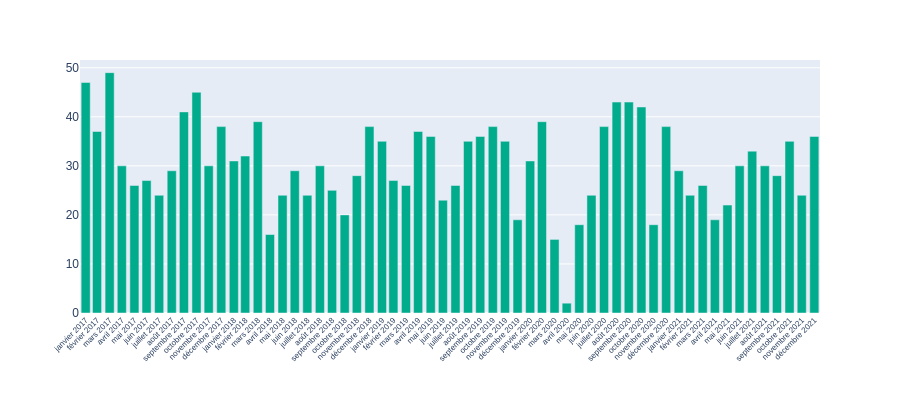 50
40
30
20
10
0
janvier 2017
février 2017
mars 2017
avril 2017
mai 2017
juin 2017
juillet 2017
août 2017
septembre 2017
octobre 2017
novembre 2017
décembre 2017
janvier 2018
février 2018
mars 2018
avril 2018
mai 2018
juin 2018
juillet 2018
août 2018
septembre 2018
octobre 2018
novembre 2018
décembre 2018
janvier 2019
février 2019
mars 2019
avril 2019
mai 2019
juin 2019
juillet 2019
août 2019
septembre 2019
octobre 2019
novembre 2019
décembre 2019
janvier 2020
février 2020
mars 2020
avril 2020
mai 2020
juin 2020
juillet 2020
août 2020
septembre 2020
octobre 2020
novembre 2020
décembre 2020
janvier 2021
février 2021
mars 2021
avril 2021
mai 2021
juin 2021
juillet 2021
août 2021
septembre 2021
octobre 2021
novembre 2021
décembre 2021